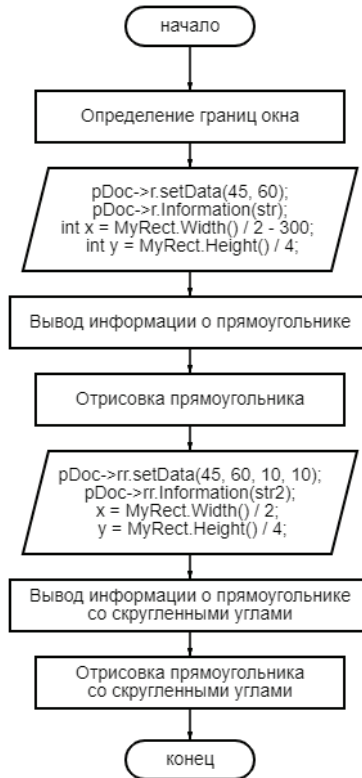 начало
Определение границ окна
pDoc->r.setData(45, 60);
pDoc->r.Information(str);
int x = MyRect.Width() / 2 - 300;
int y = MyRect.Height() / 4;
Вывод информации о прямоугольнике
Отрисовка прямоугольника
pDoc->rr.setData(45, 60, 10, 10);
pDoc->rr.Information(str2);
x = MyRect.Width() / 2;
y = MyRect.Height() / 4;
Вывод информации о прямоугольнике
со скругленными углами
Отрисовка прямоугольника
со скругленными углами
конец